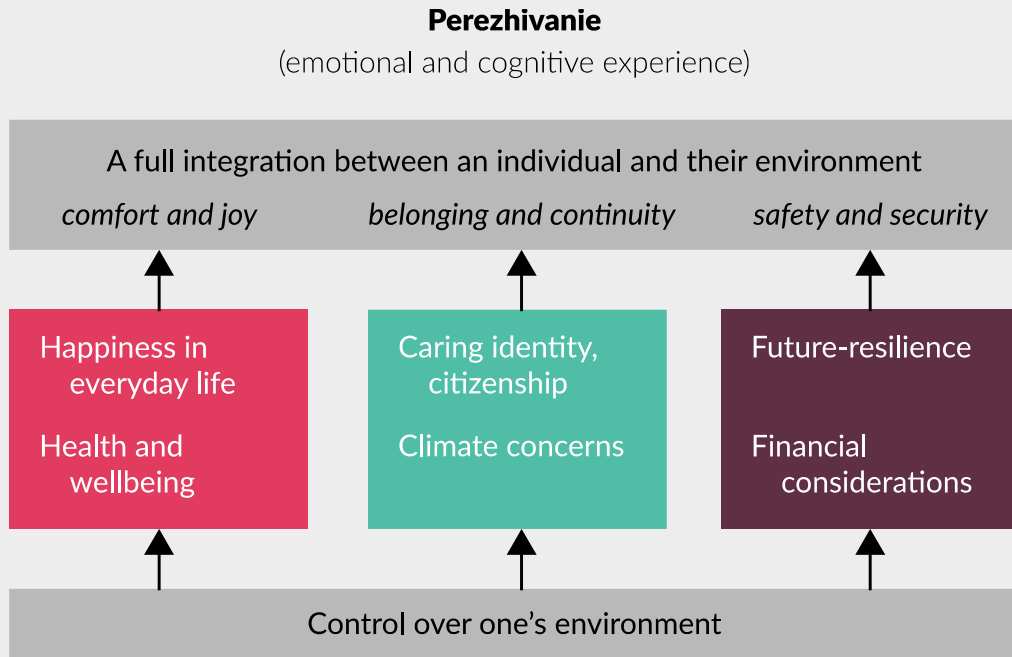 Perezhivanie
(emotional and cognitive experience)
A full integration between an individual and their environment
comfort and joy
belonging and continuity
safety and security
Happiness in
everyday life
Health and
wellbeing
Caring identity,
citizenship
Climate concerns
Future-resilience
Financial
considerations
Control over one’s environment